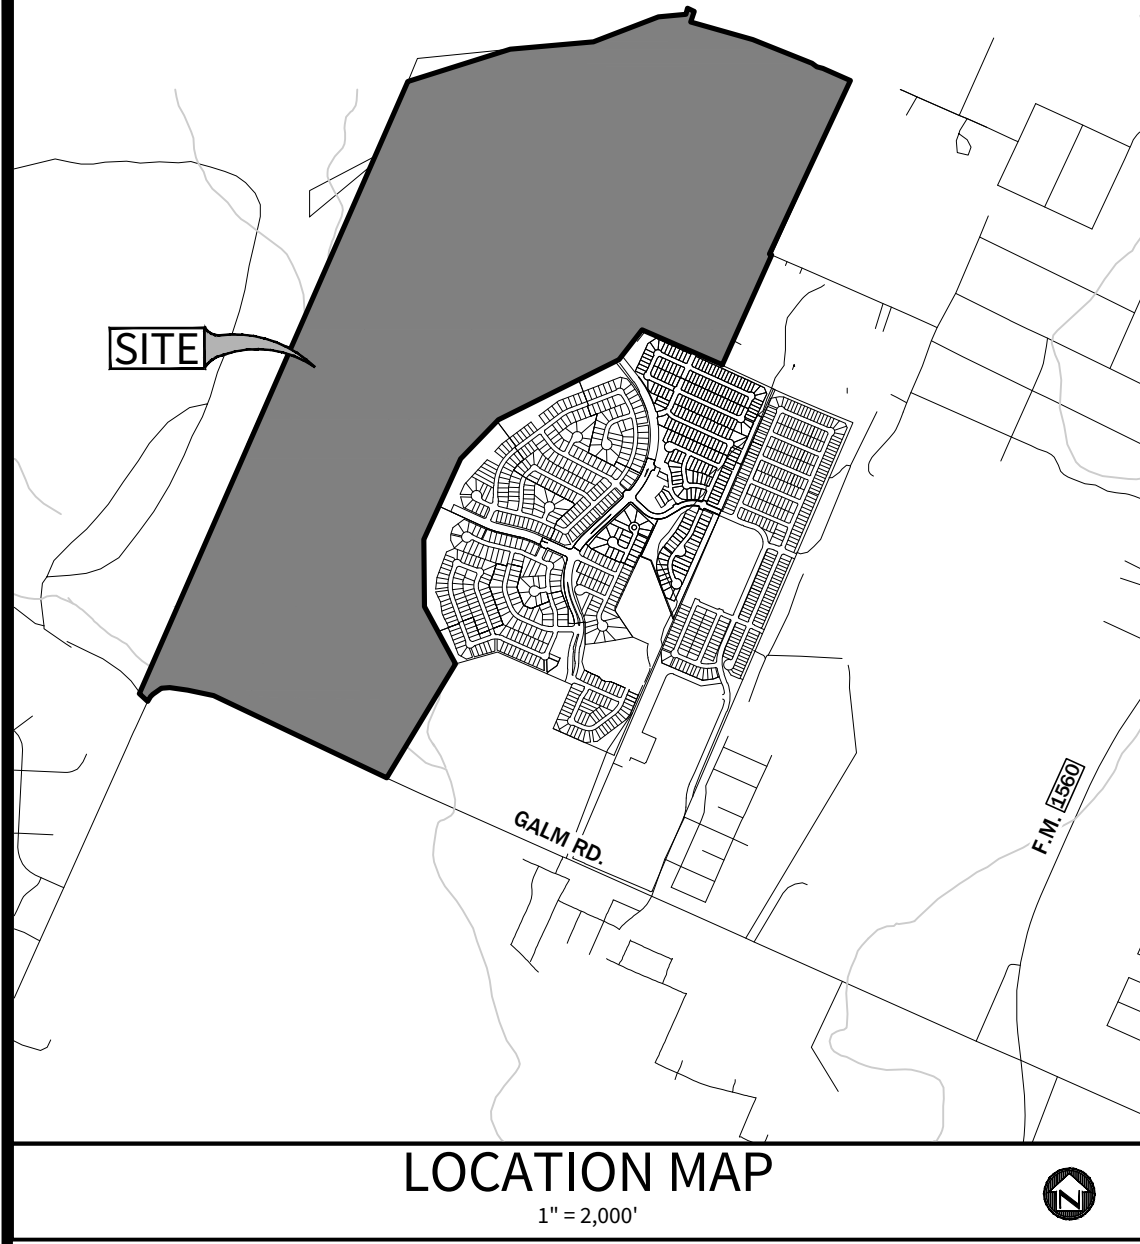 SITE
GALM RD.
F.M. 1560
LOCATION MAP
1" = 2,000'
N